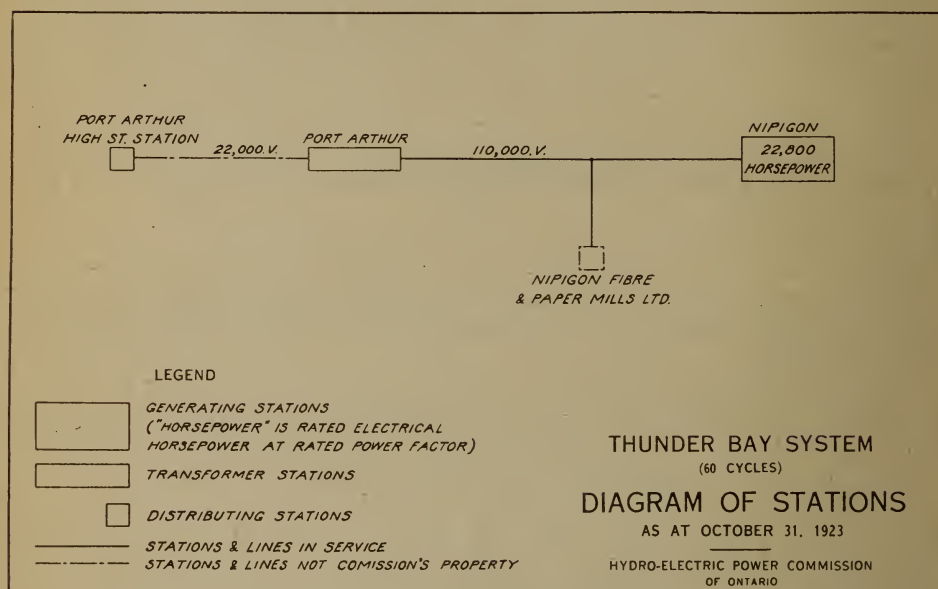 PORT ARTHUR
HIGH ST. STATION
22,000.V.
PORT ARTHUR
110,000.V.
NIPIGON
22,800
HORSEPOWER
NIPIGON FIBRE
& PAPER MILLS LTD.
LEGEND
GENERATING STATIONS
("HORSEPOWER" IS RATED ELECTRICAL
HORSEPOWER AT RATED POWER FACTOR)
TRANSFORMER STATIONS
DISTRIBUTING STATIONS
STATIONS & LINES IN SERVICE
STATIONS & LINES NOT COMISSION'S PROPERTY
THUNDER BAY SYSTEM
(60 CYCLES)
DIAGRAM OF STATIONS
AS AT OCTOBER 31, 1923
HYDRO-ELECTRIC POWER COMMISSION
OF ONTARIO